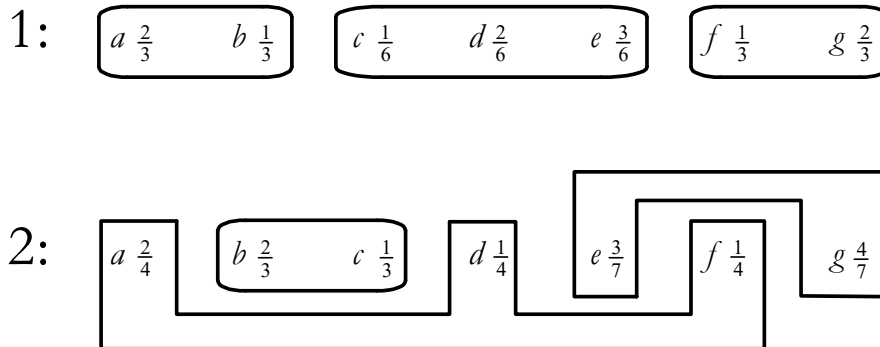 1: a 2/3 b 1/3 c 1/6 d 2/6 e 3/6 f 1/3 g 2/3
2: a 2/4 b 2/3 c 1/3 d 1/4 e 3/7 f 1/4 g 4/7